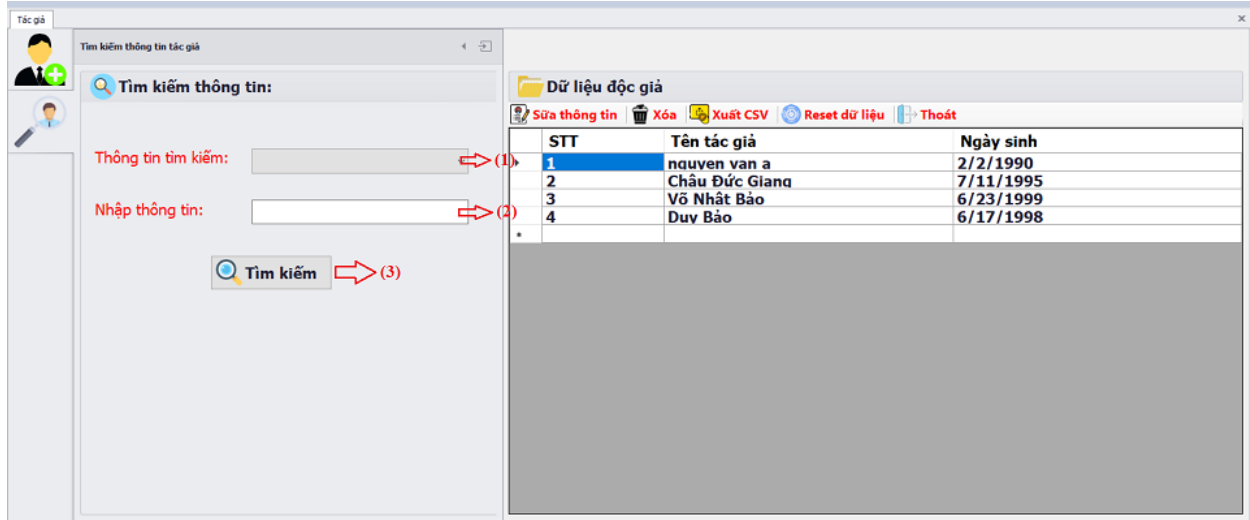 Tác giả
Tìm kiếm thông tin tác giả
Tìm kiếm thông tin:
Thông tin tìm kiếm: (1)
Nhập thông tin: (2)
Tìm kiếm (3)
Dữ liệu độc giả
Sữa thông tin Xóa Xuất CSV Reset dữ liệu Thoát
STT Tên tác giả Ngày sinh
1 nguyen van a 2/2/1990
2 Châu Đức Giang 7/11/1995
3 Võ Nhật Bảo 6/23/1999
4 Duy Bảo 6/17/1998